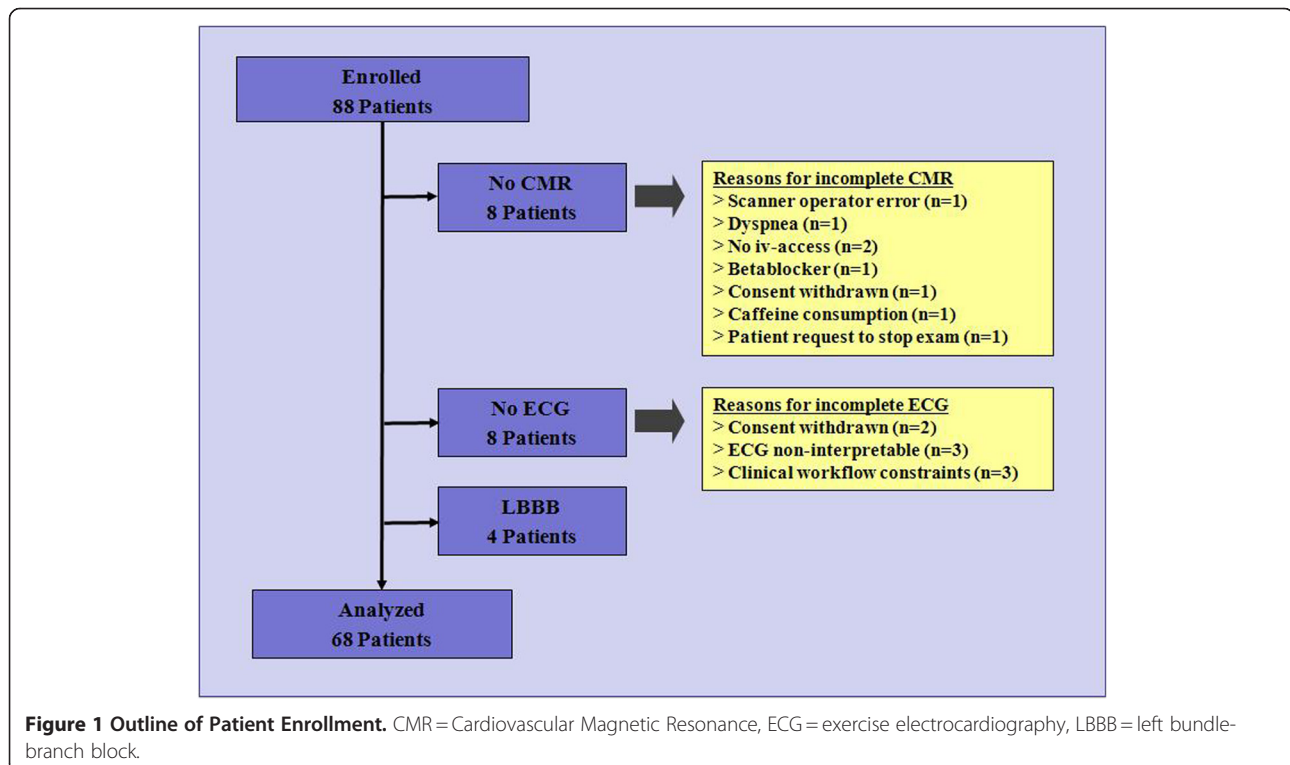 Enrolled
88 Patients
No CMR
8 Patients
Reasons for incomplete CMR
> Scanner operator error (n=1)
> Dyspnea (n=1)
> No iv-access (n=2)
> Betablocker (n=1)
> Consent withdrawn (n=1)
> Caffeine consumption (n=1)
> Patient request to stop exam (n=1)
No ECG
8 Patients
Reasons for incomplete ECG
> Consent withdrawn (n=2)
> ECG non-interpretable (n=3)
> Clinical workflow constraints (n=3)
LBBB
4 Patients
Analyzed
68 Patients
Figure 1 Outline of Patient Enrollment. CMR = Cardiovascular Magnetic Resonance, ECG = exercise electrocardiography, LBBB = left bundle-
branch block.